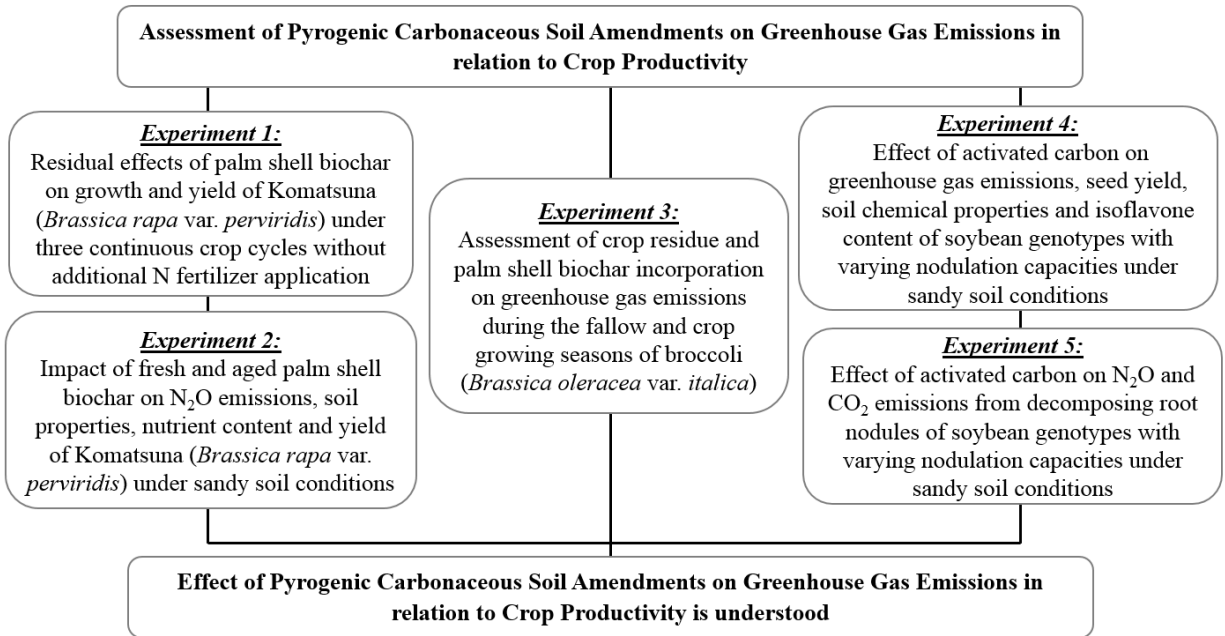 Assessment of Pyrogenic Carbonaceous Soil Amendments on Greenhouse Gas Emissions in
relation to Crop Productivity
Experiment 1:
Residual effects of palm shell biochar
on growth and yield of Komatsuna
(Brassica rapa var. perviridis) under
three continuous crop cycles without
additional N fertilizer application
Experiment 2:
Impact of fresh and aged palm shell
biochar on N₂O emissions, soil
properties, nutrient content and yield
of Komatsuna (Brassica rapa var.
perviridis) under sandy soil conditions
Experiment 3:
Assessment of crop residue and
palm shell biochar incorporation
on greenhouse gas emissions
during the fallow and crop
growing seasons of broccoli
(Brassica oleracea var. italica)
Experiment 4:
Effect of activated carbon on
greenhouse gas emissions, seed yield,
soil chemical properties and isoflavone
content of soybean genotypes with
varying nodulation capacities under
sandy soil conditions
Experiment 5:
Effect of activated carbon on N₂O and
CO₂ emissions from decomposing root
nodules of soybean genotypes with
varying nodulation capacities under
sandy soil conditions
Effect of Pyrogenic Carbonaceous Soil Amendments on Greenhouse Gas Emissions in
relation to Crop Productivity is understood